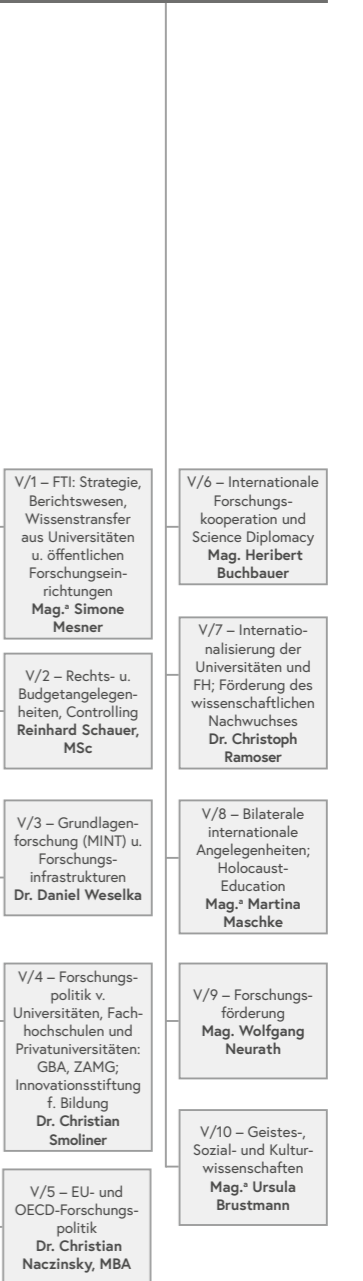 V/1 – FTI: Strategie,
Berichtswesen,
Wissenstransfer
aus Universitäten
u. öffentlichen
Forschungsein-
richtungen
Mag.ª Simone
Mesner
V/2 – Rechts- u.
Budgetangelegen-
heiten, Controlling
Reinhard Schauer,
MSc
V/3 – Grundlagen-
forschung (MINT) u.
Forschungs-
infrastrukturen
Dr. Daniel Weselka
V/4 – Forschungs-
politik v.
Universitäten, Fach-
hochschulen und
Privatuniversitäten:
GBA, ZAMG;
Innovationsstiftung
f. Bildung
Dr. Christian
Smoliner
V/5 – EU- und
OECD-Forschungs-
politik
Dr. Christian
Naczinsky, MBA
V/6 – Internationale
Forschungs-
kooperation und
Science Diplomacy
Mag. Heribert
Buchbauer
V/7 – Internatio-
nalisierung der
Universitäten und
FH; Förderung des
wissenschaftlichen
Nachwuchses
Dr. Christoph
Ramoser
V/8 – Bilaterale
internationale
Angelegenheiten;
Holocaust-
Education
Mag.ª Martina
Maschke
V/9 – Forschungs-
förderung
Mag. Wolfgang
Neurath
V/10 – Geistes-,
Sozial- und Kultur-
wissenschaften
Mag.ª Ursula
Brustmann